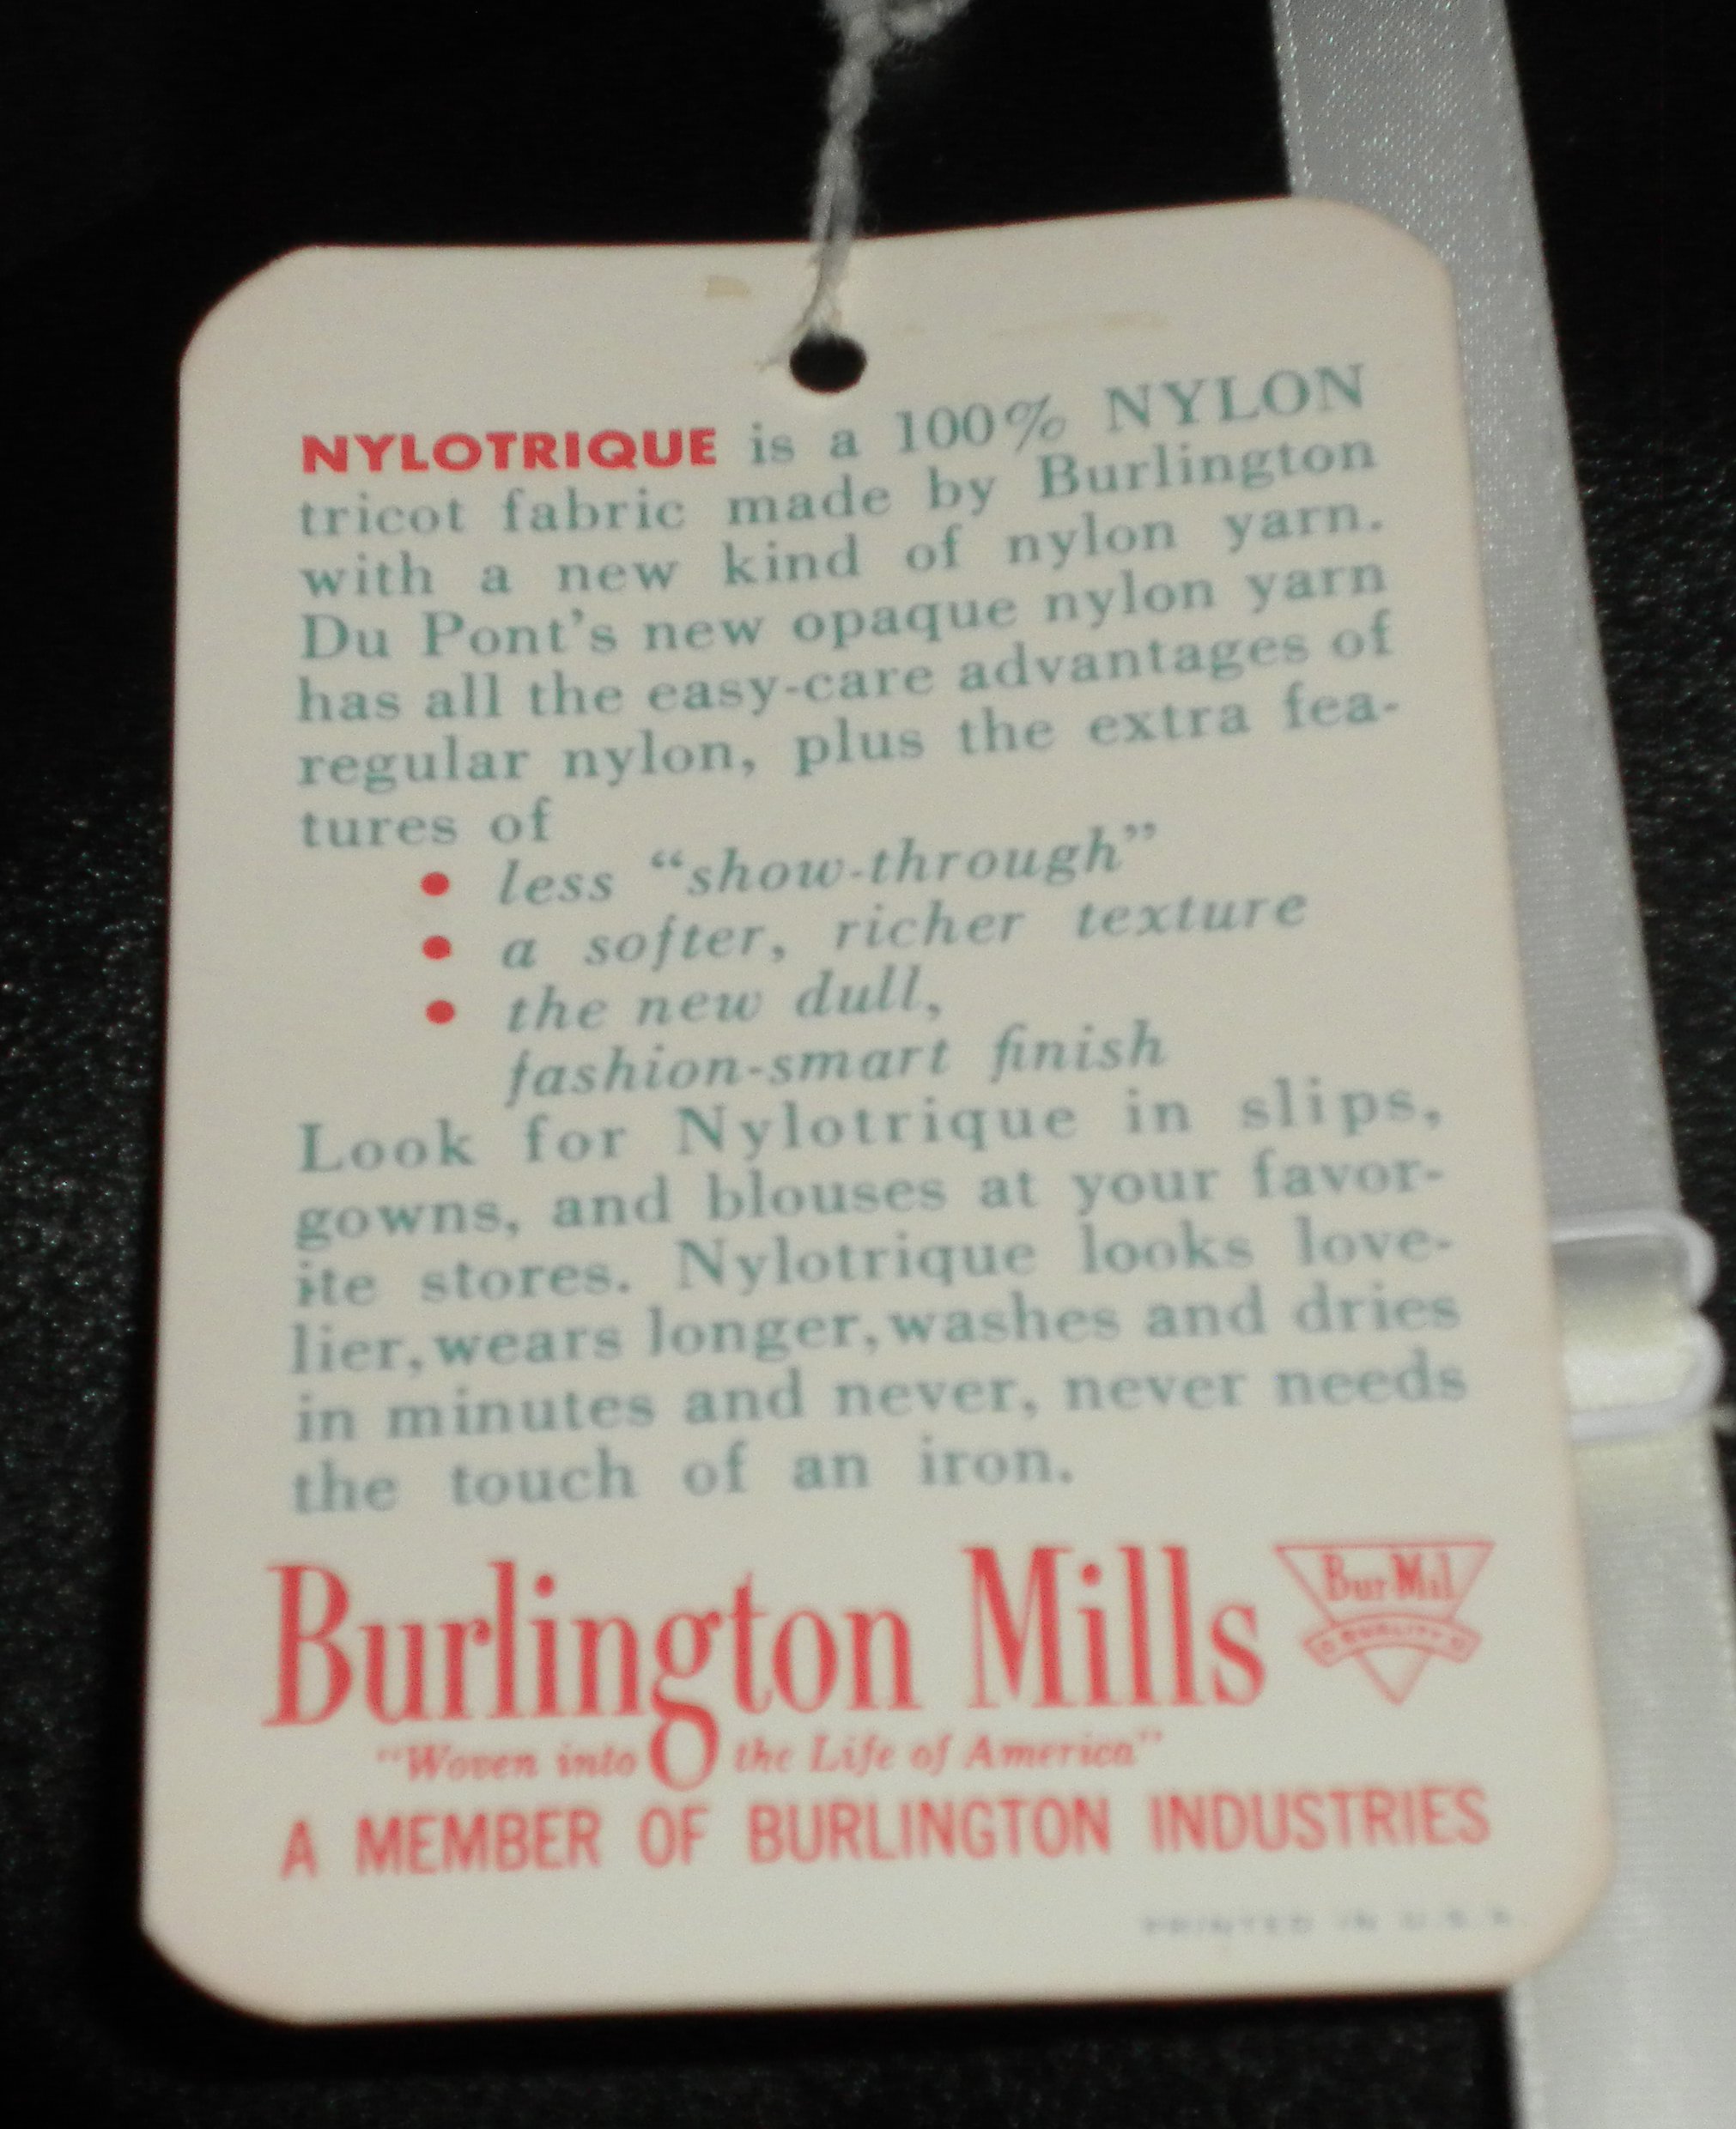 NYLOTRIQUE is a 100% NYLON
tricot fabric made by Burlington
with a new kind of nylon yarn.
Du Pont's new opaque nylon yarn
has all the easy-care advantages of
regular nylon, plus the extra fea-
tures of
• less “show-through”
• a softer, richer texture
• the new dull,
fashion-smart finish
Look for Nylotrique in slips,
gowns, and blouses at your favor-
ite stores. Nylotrique looks love-
lier, wears longer, washes and dries
in minutes and never, never needs
the touch of an iron.
Burlington Mills
Bur-Mil
QUALITY
“Woven into the Life of America”
A MEMBER OF BURLINGTON INDUSTRIES
PRINTED IN U.S.A.